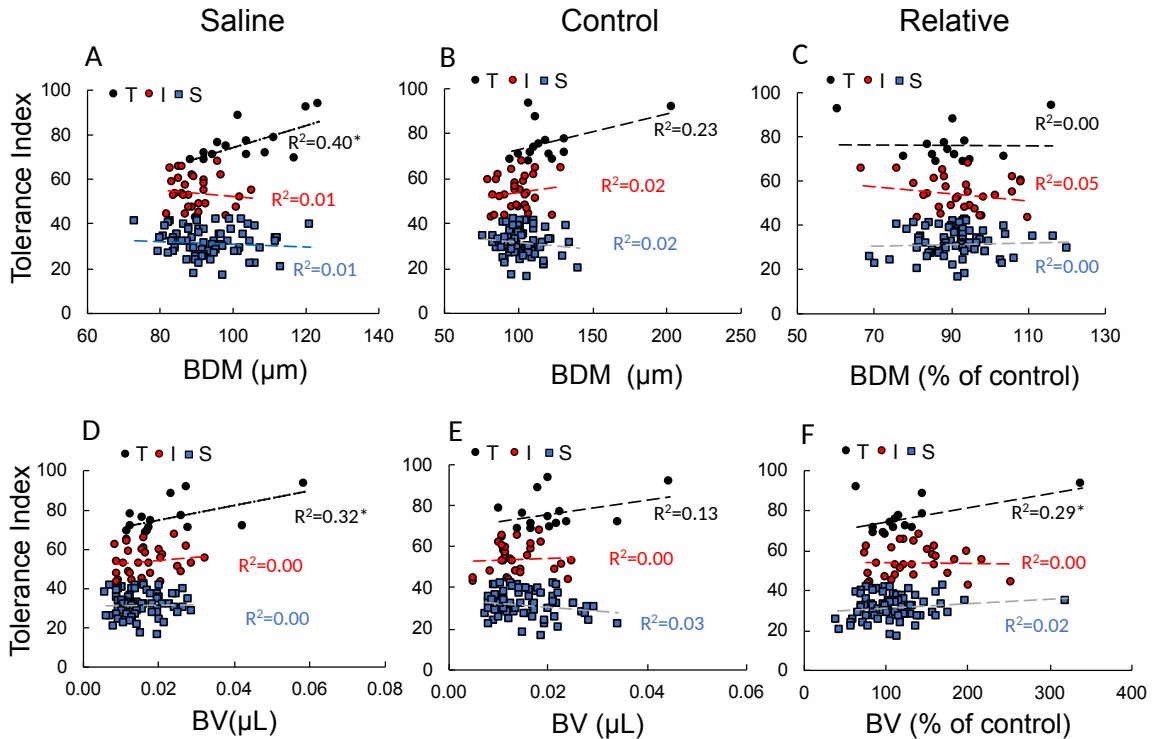 Saline Control Relative
A B C
T I S T I S T I S
Tolerance Index
100
80
60
40
20
0
R²=0.40*
R²=0.01
R²=0.01
60 80 100 120 140
BDM (µm)
100
80
60
40
20
0
R²=0.23
R²=0.02
R²=0.02
50 100 150 200 250
BDM (µm)
100
80
60
40
20
0
R²=0.00
R²=0.05
R²=0.00
50 70 90 110 130
BDM (% of control)
D E F
T I S T I S T I S
Tolerance Index
100
80
60
40
20
0
R²=0.32*
R²=0.00
R²=0.00
0.00 0.02 0.04 0.06 0.08
BV(µL)
100
80
60
40
20
0
R²=0.13
R²=0.00
R²=0.03
0.00 0.02 0.04 0.06
BV (µL)
100
80
60
40
20
0
R²=0.29*
R²=0.00
R²=0.02
0 100 200 300 400
BV (% of control)